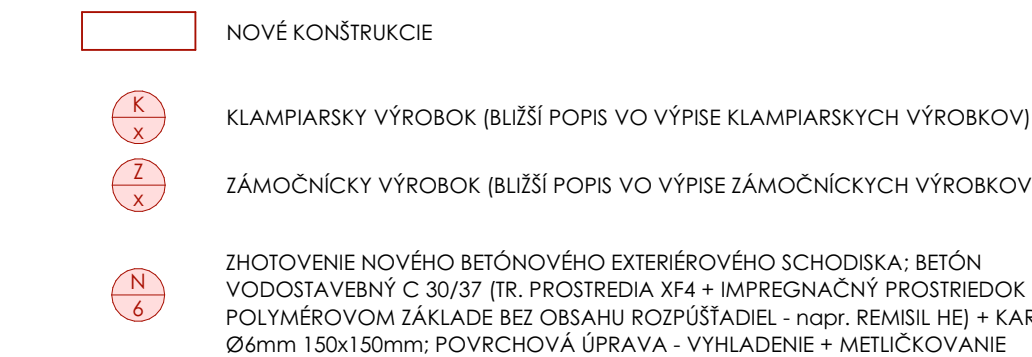 NOVÉ KONŠTRUKCIE
K
x
KLAMPIARSKY VÝROBOK (BLIŽŠÍ POPIS VO VÝPISE KLAMPIARSKYCH VÝROBKOV)
Z
x
ZÁMOČNÍCKY VÝROBOK (BLIŽŠÍ POPIS VO VÝPISE ZÁMOČNÍCKYCH VÝROBKOV
N
6
ZHOTOVENIE NOVÉHO BETÓNOVÉHO EXTERIÉROVÉHO SCHODISKA; BETÓN
VODOSTAVEBNÝ C 30/37 (TR. PROSTREDIA XF4 + IMPREGNAČNÝ PROSTRIEDOK
POLYMÉROVOM ZÁKLADE BEZ OBSAHU ROZPÚŠŤADIEL - napr. REMISIL HE) +
Ø6mm 150x150mm; POVRCHOVÁ ÚPRAVA - VYHLADENIE + METLIČKOVANIE